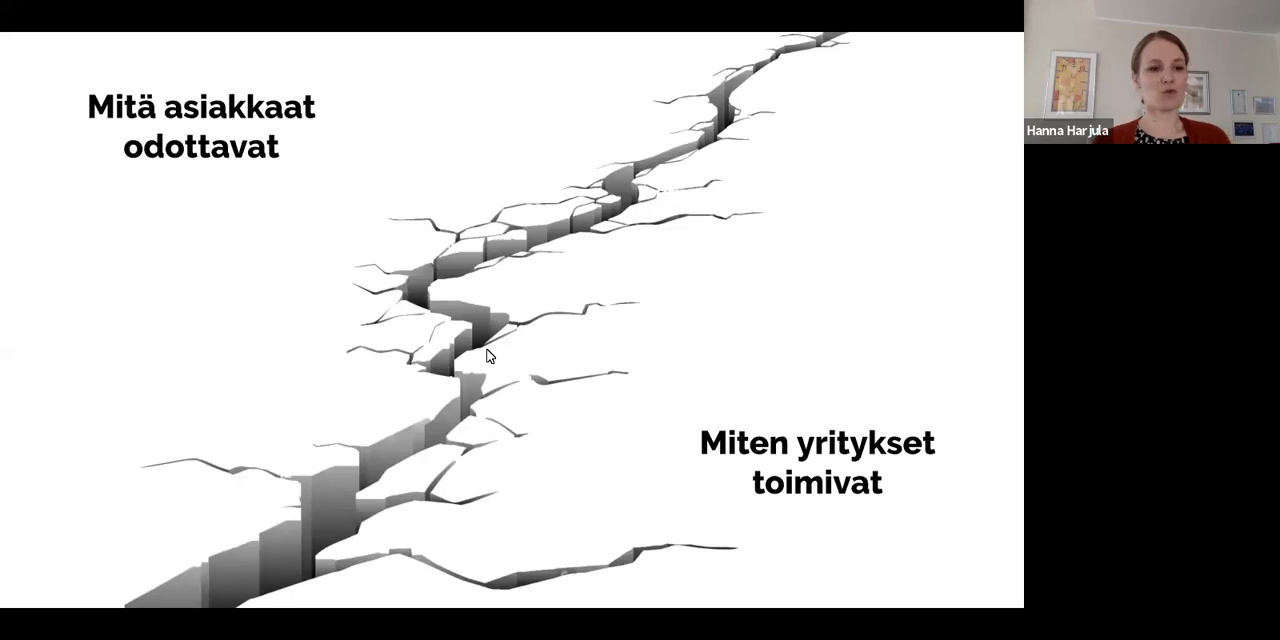 Mitä asiakkaat
odottavat
Hanna Harjula
Miten yritykset
toimivat